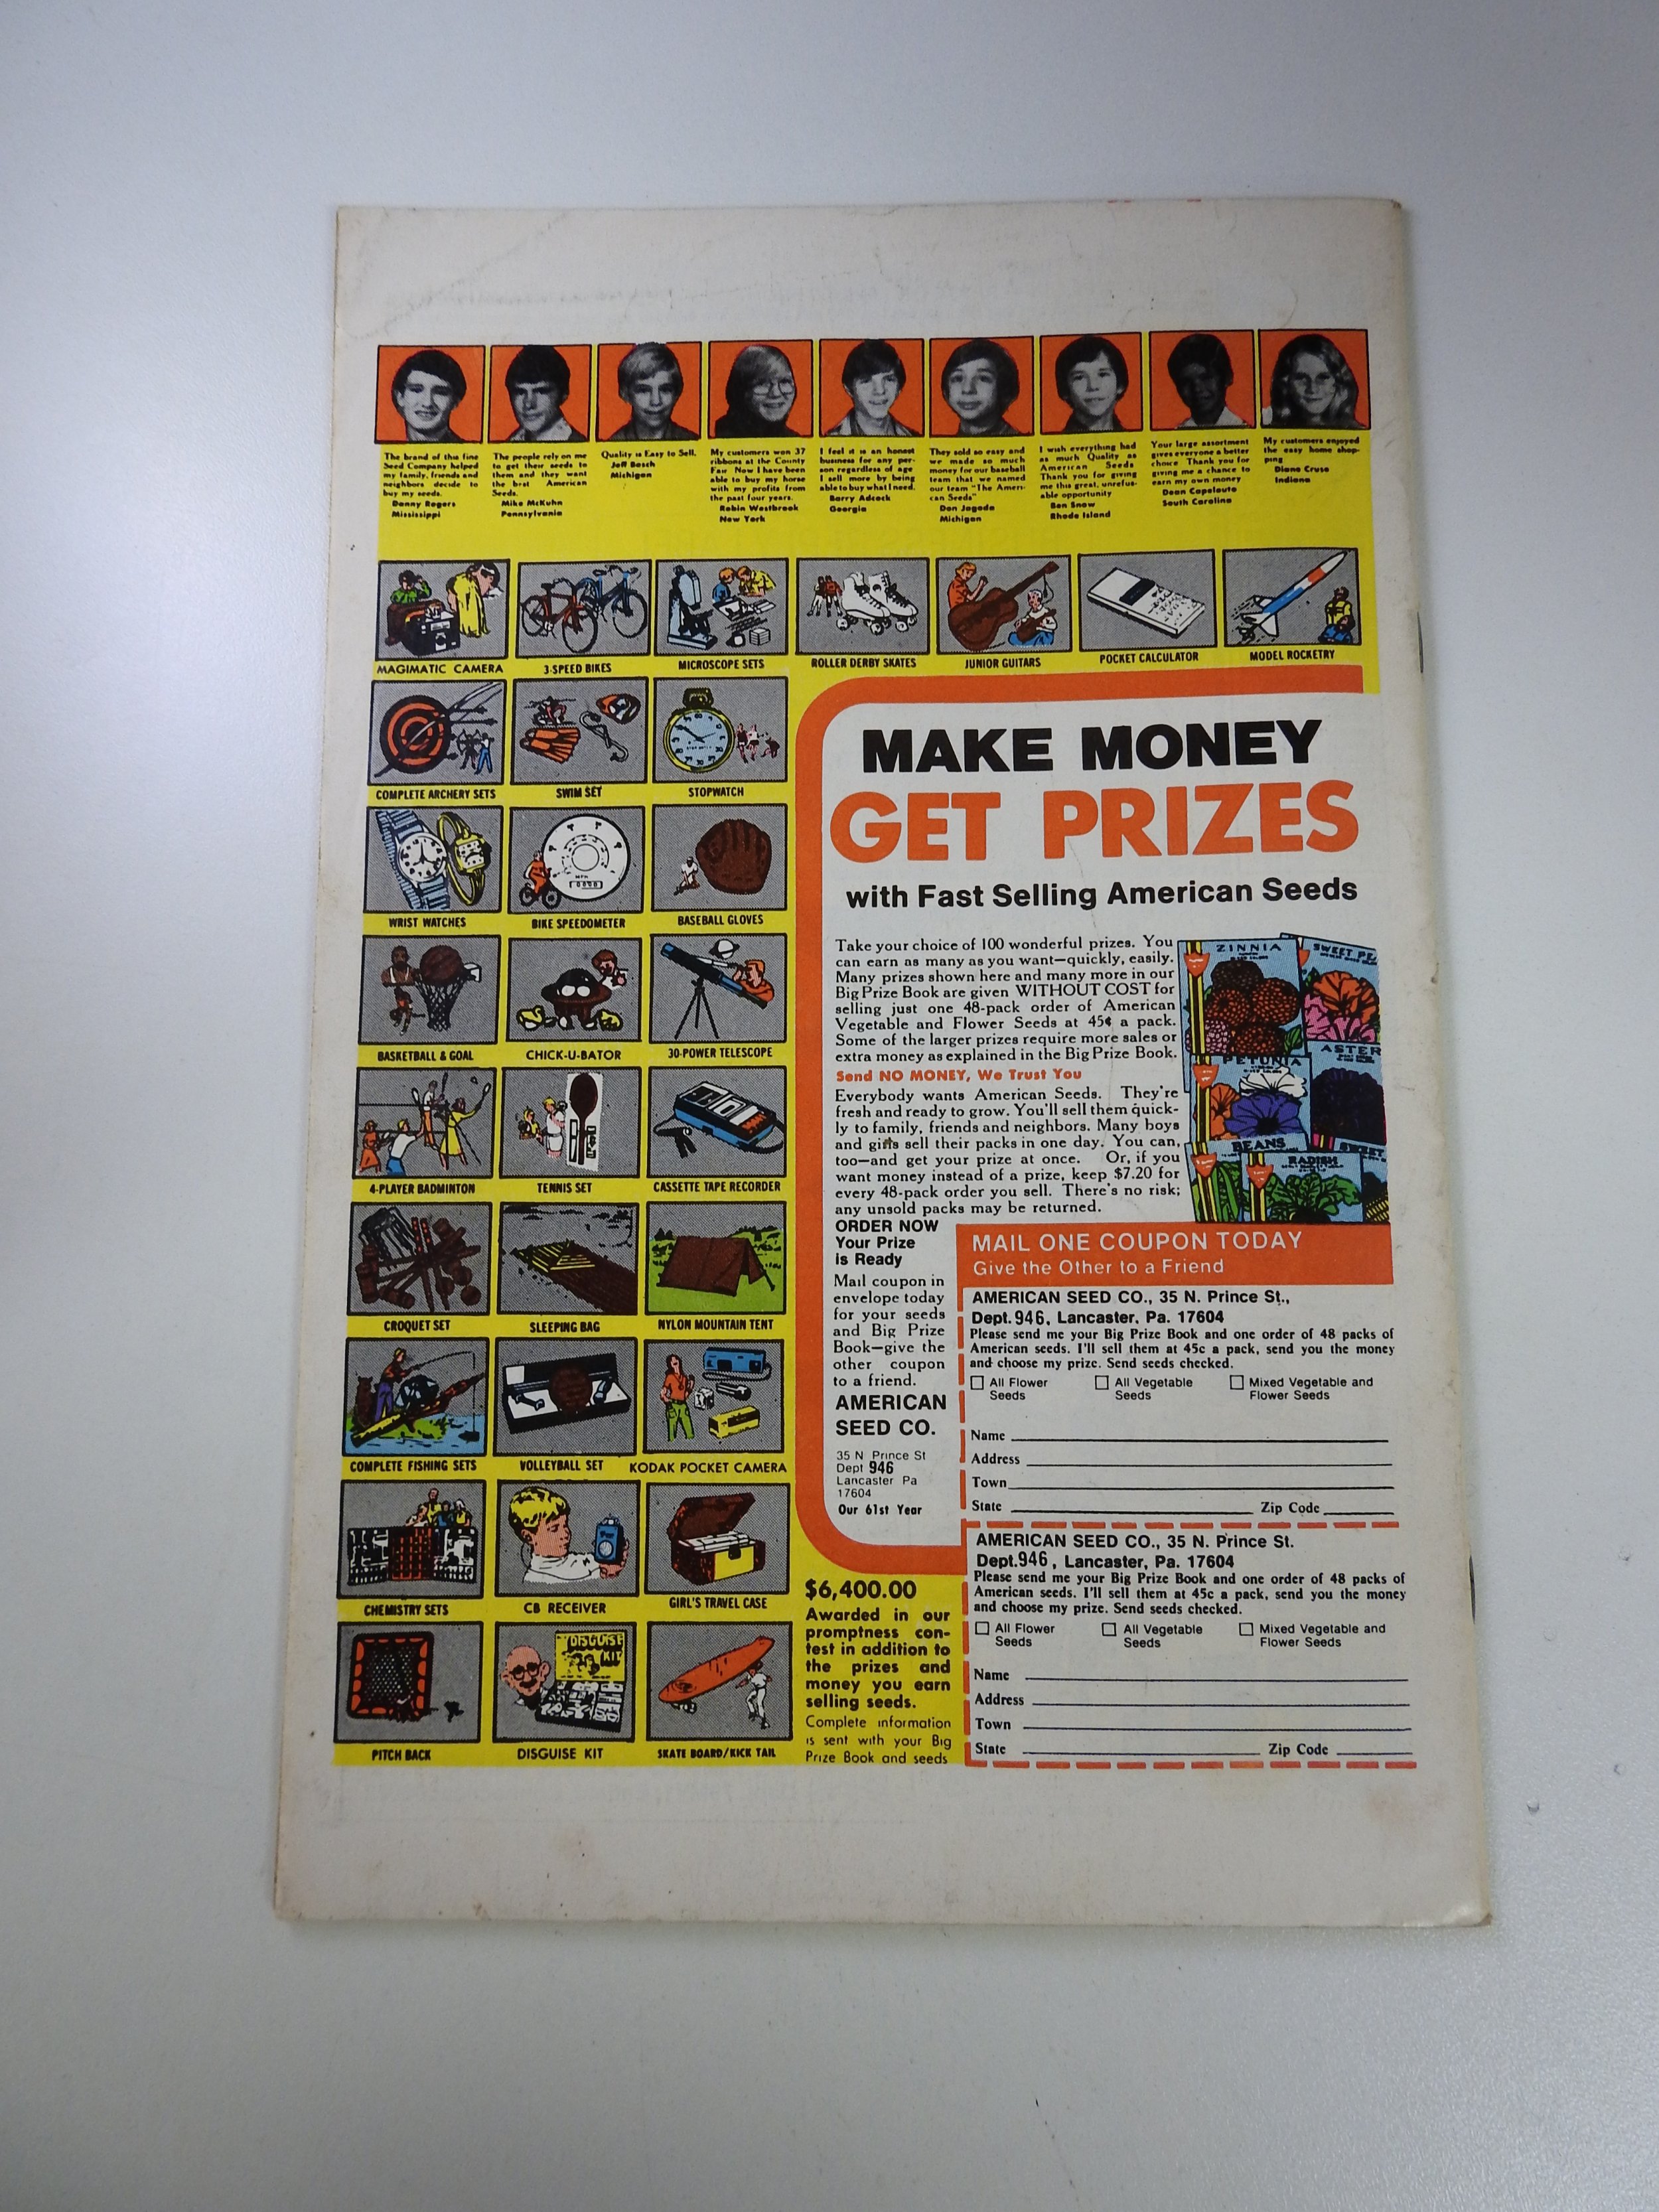 The brand of this fine
Seed Company helped
my family, friends and
neighbors decide to
buy my seeds.
Danny Rogers
Mississippi
The people rely on me
to get their seeds to
them and they want
the best American
Seeds.
Mike McKuhn
Pennsylvania
Quality is Easy to Sell.
Jeff Bosch
Michigan
My customers won 37
ribbons at the County
Fair Now I have been
able to buy my horse
with my profits from
the past four years.
Robin Westbrook
New York
I feel it is an honest
business for any per-
son regardless of age
I sell more by being
able to buy what I need.
Barry Adcock
Georgia
They sold so easy and
we made so much
money for our baseball
team that we named
our team "The Ameri-
can Seeds"
Don Jagoda
Michigan
I wish everything had
as much Quality as
American Seeds
Thank you for giving
me this great, unrefus-
able opportunity
Ben Snow
Rhode Island
Your large assortment
gives everyone a better
choice Thank you for
giving me a chance to
earn my own money
Dean Copelauto
South Carolina
My customers enjoyed
the easy home shop-
ping
Diane Cruse
Indiana
MAGIMATIC CAMERA
3-SPEED BIKES
MICROSCOPE SETS
ROLLER DERBY SKATES
JUNIOR GUITARS
POCKET CALCULATOR
MODEL ROCKETRY
COMPLETE ARCHERY SETS
SWIM SET
STOPWATCH
WRIST WATCHES
BIKE SPEEDOMETER
BASEBALL GLOVES
BASKETBALL & GOAL
CHICK-U-BATOR
30-POWER TELESCOPE
4-PLAYER BADMINTON
TENNIS SET
CASSETTE TAPE RECORDER
CROQUET SET
SLEEPING BAG
NYLON MOUNTAIN TENT
COMPLETE FISHING SETS
VOLLEYBALL SET
KODAK POCKET CAMERA
CHEMISTRY SETS
CB RECEIVER
GIRL'S TRAVEL CASE
DISGUISE
KIT
PITCH BACK
DISGUISE KIT
SKATE BOARD/KICK TAIL
MAKE MONEY
GET PRIZES
with Fast Selling American Seeds
Take your choice of 100 wonderful prizes. You
can earn as many as you want—quickly, easily.
Many prizes shown here and many more in our
Big Prize Book are given WITHOUT COST for
selling just one 48-pack order of American
Vegetable and Flower Seeds at 45¢ a pack.
Some of the larger prizes require more sales or
extra money as explained in the Big Prize Book.
Send NO MONEY, We Trust You
Everybody wants American Seeds. They're
fresh and ready to grow. You'll sell them quick-
ly to family, friends and neighbors. Many boys
and girls sell their packs in one day. You can,
too—and get your prize at once. Or, if you
want money instead of a prize, keep $7.20 for
every 48-pack order you sell. There's no risk;
any unsold packs may be returned.
ZINNIA
SWEET PE
PETUNIA
ASTER
BEANS
RADISH
SWEET
ORDER NOW
Your Prize
is Ready
Mail coupon in
envelope today
for your seeds
and Big Prize
Book—give the
other coupon
to a friend.
AMERICAN
SEED CO.
35 N Prince St
Dept 946
Lancaster Pa
17604
Our 61st Year
$6,400.00
Awarded in our
promptness con-
test in addition to
the prizes and
money you earn
selling seeds.
Complete information
is sent with your Big
Prize Book and seeds
MAIL ONE COUPON TODAY
Give the Other to a Friend
AMERICAN SEED CO., 35 N. Prince St.,
Dept. 946, Lancaster, Pa. 17604
Please send me your Big Prize Book and one order of 48 packs of
American seeds. I'll sell them at 45c a pack, send you the money
and choose my prize. Send seeds checked.
All Flower
Seeds
All Vegetable
Seeds
Mixed Vegetable and
Flower Seeds
Name
Address
Town
State Zip Code
AMERICAN SEED CO., 35 N. Prince St.
Dept. 946, Lancaster, Pa. 17604
Please send me your Big Prize Book and one order of 48 packs of
American seeds. I'll sell them at 45c a pack, send you the money
and choose my prize. Send seeds checked.
All Flower
Seeds
All Vegetable
Seeds
Mixed Vegetable and
Flower Seeds
Name
Address
Town
State Zip Code